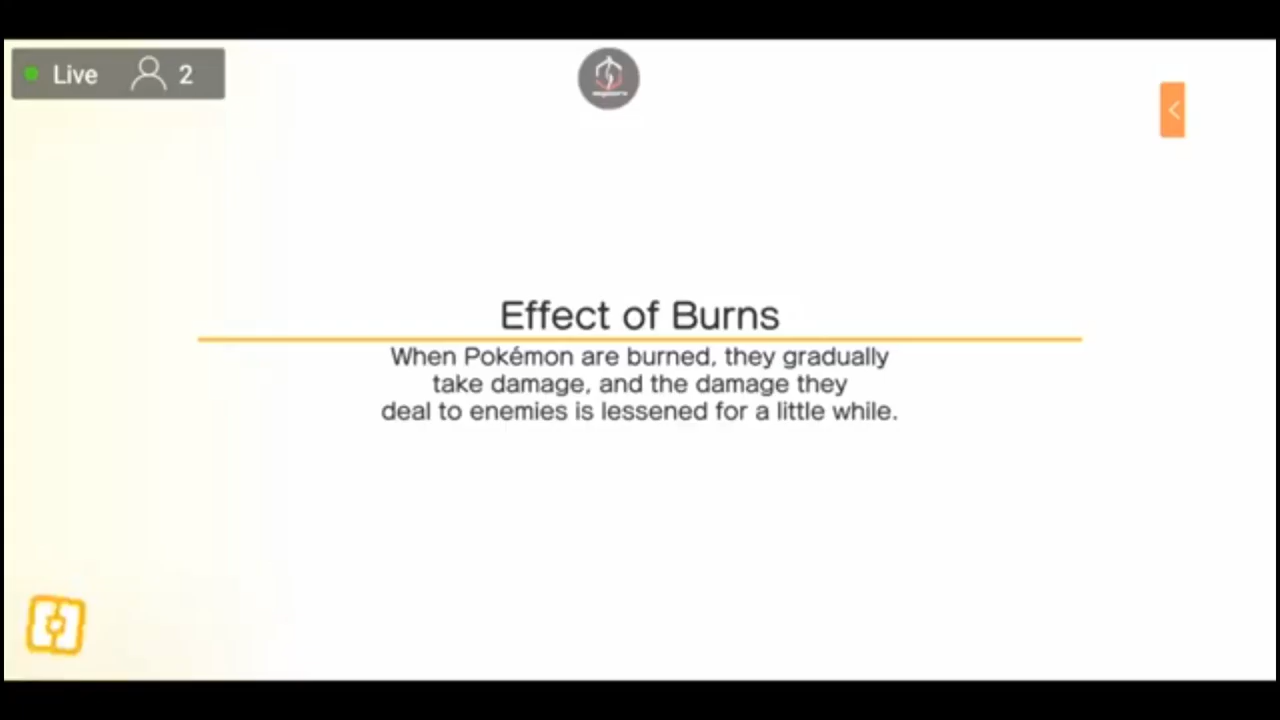 Live 2
Effect of Burns
When Pokémon are burned, they gradually
take damage, and the damage they
deal to enemies is lessened for a little while.